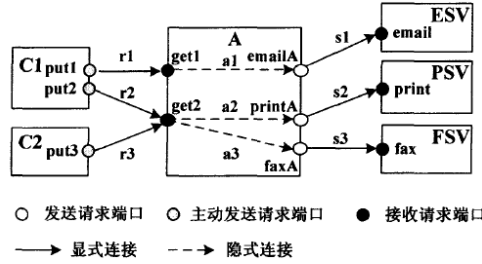 A
ESV
C1
put1
put2
r1
r2
get1
a1
emailA
s1
email
PSV
get2
a2
printA
s2
print
C2
put3
r3
a3
faxA
s3
FSV
fax
发送请求端口 主动发送请求端口 接收请求端口
显式连接 隐式连接